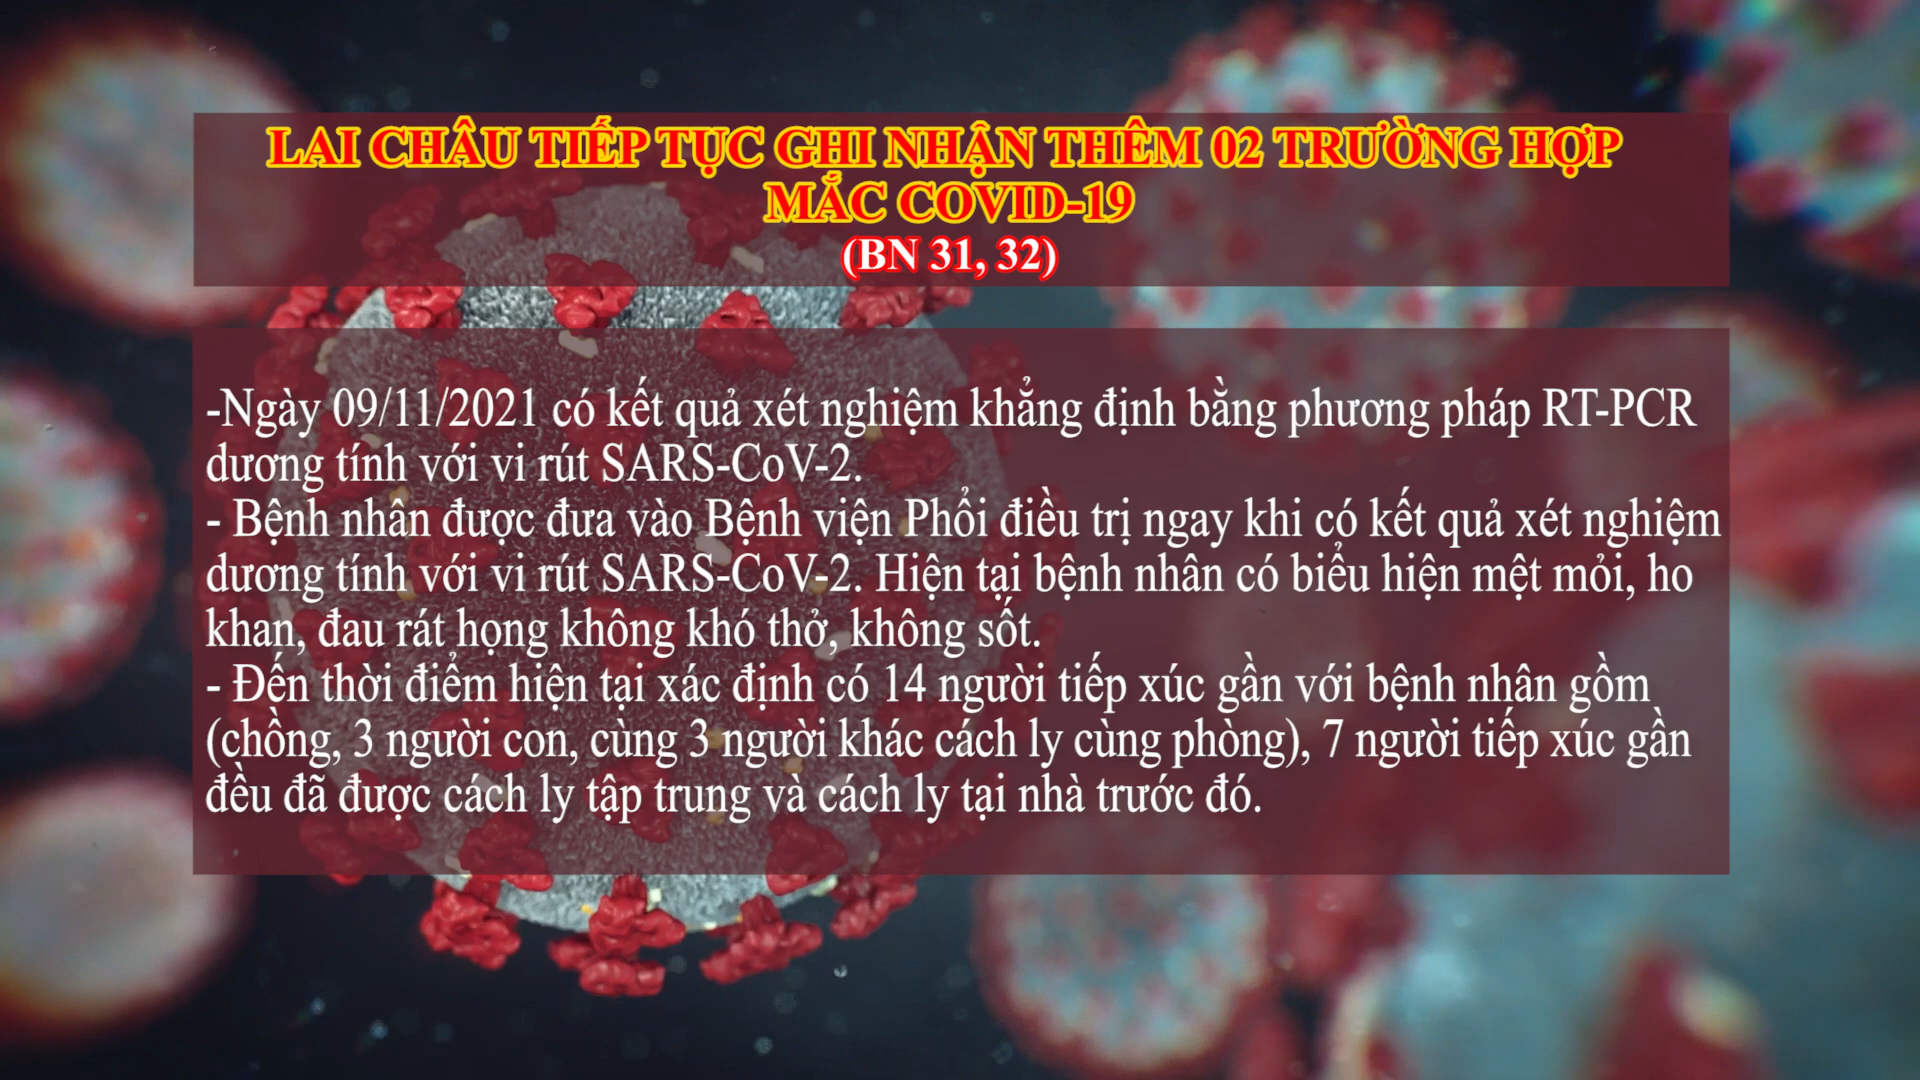 LAI CHÂU TIẾP TỤC GHI NHẬN THÊM 02 TRƯỜNG HỢP
MẮC COVID-19
(BN 31, 32)
-Ngày 09/11/2021 có kết quả xét nghiệm khẳng định bằng phương pháp RT-PCR
dương tính với vi rút SARS-CoV-2.
- Bệnh nhân được đưa vào Bệnh viện Phổi điều trị ngay khi có kết quả xét nghiệm
dương tính với vi rút SARS-CoV-2. Hiện tại bệnh nhân có biểu hiện mệt mỏi, ho
khan, đau rát họng không khó thở, không sốt.
- Đến thời điểm hiện tại xác định có 14 người tiếp xúc gần với bệnh nhân gồm
(chồng, 3 người con, cùng 3 người khác cách ly cùng phòng), 7 người tiếp xúc gần
đều đã được cách ly tập trung và cách ly tại nhà trước đó.